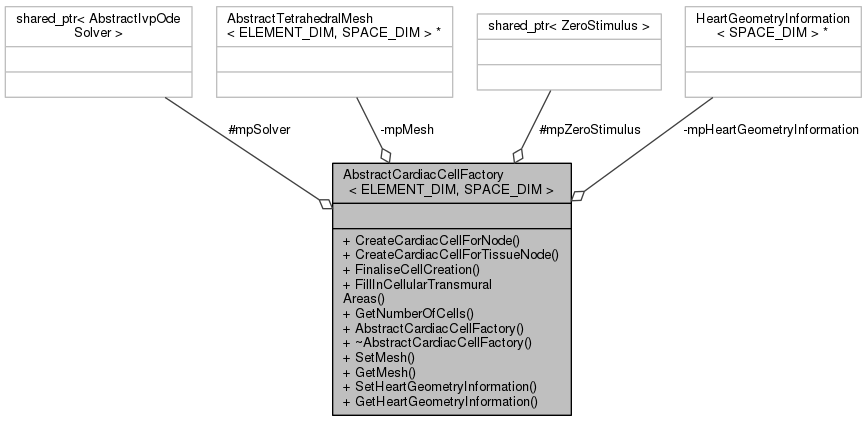 shared_ptr< AbstractIvpOde
Solver >
AbstractTetrahedralMesh
< ELEMENT_DIM, SPACE_DIM > *
shared_ptr< ZeroStimulus >
HeartGeometryInformation
< SPACE_DIM > *
#mpSolver
-mpMesh
#mpZeroStimulus
-mpHeartGeometryInformation
AbstractCardiacCellFactory
< ELEMENT_DIM, SPACE_DIM >
+ CreateCardiacCellForNode()
+ CreateCardiacCellForTissueNode()
+ FinaliseCellCreation()
+ FillInCellularTransmural
Areas()
+ GetNumberOfCells()
+ AbstractCardiacCellFactory()
+ ~AbstractCardiacCellFactory()
+ SetMesh()
+ GetMesh()
+ SetHeartGeometryInformation()
+ GetHeartGeometryInformation()